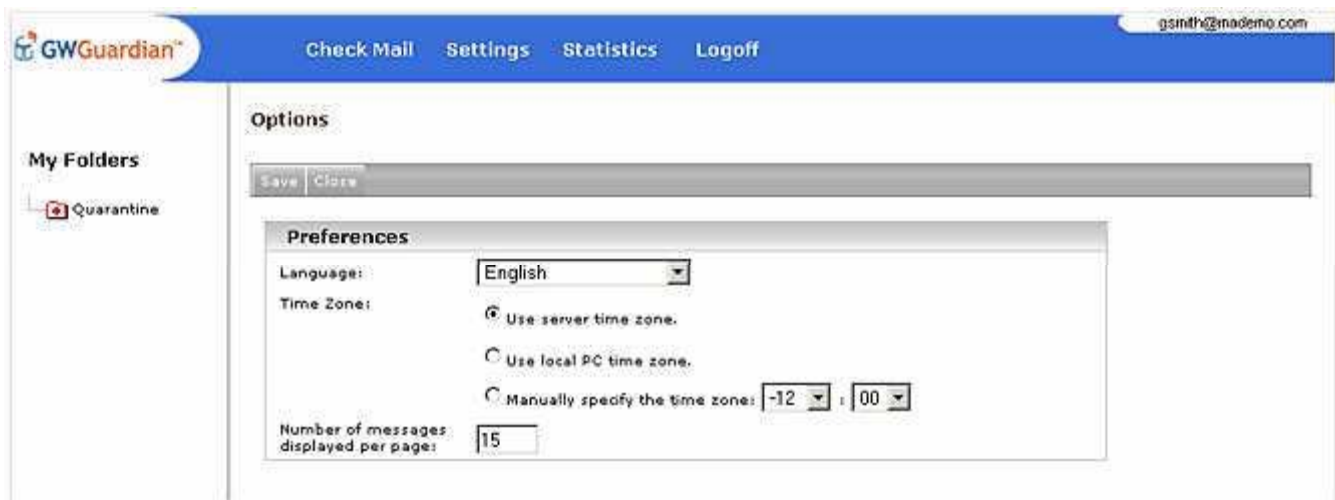 gsmith@mademo.com
GWGuardian™
Check Mail Settings Statistics Logoff
Options
My Folders
Quarantine
Save Close
Preferences
Language: English
Time Zone:
Use server time zone.
Use local PC time zone.
Manually specify the time zone: -12 : 00
Number of messages
displayed per page: 15